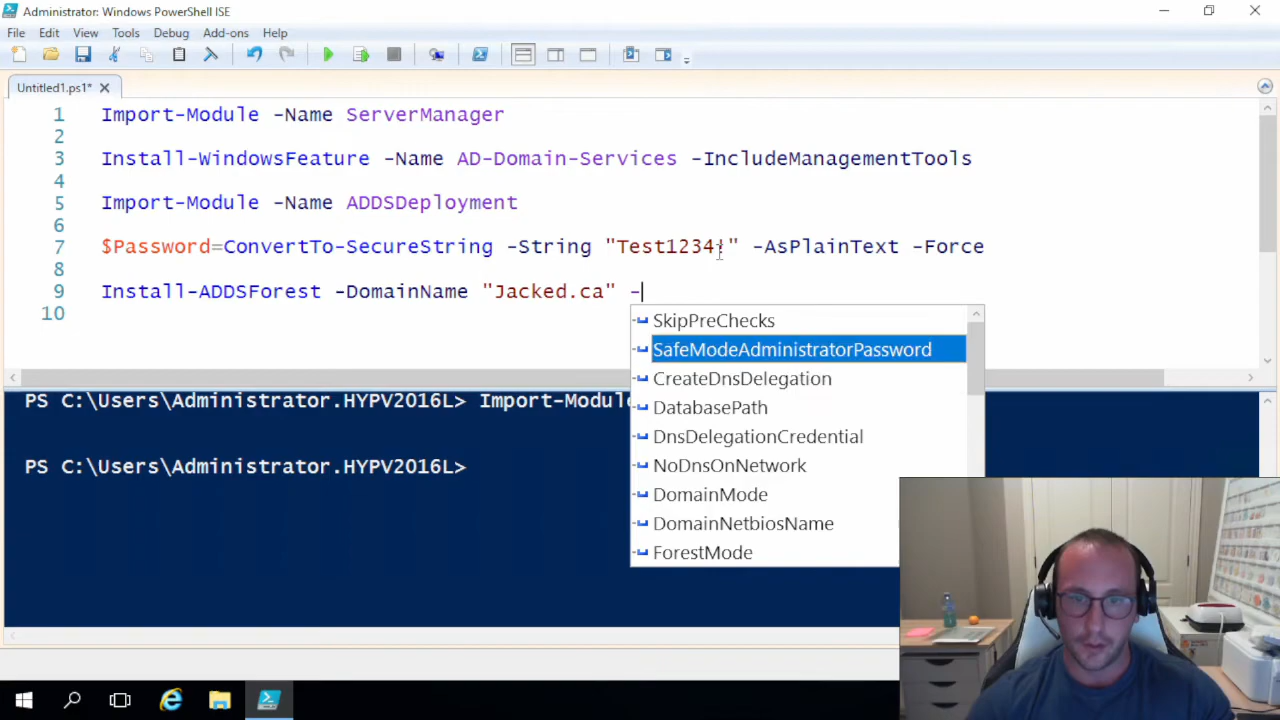 Administrator: Windows PowerShell ISE
File Edit View Tools Debug Add-ons Help
Untitled1.ps1*
1 Import-Module -Name ServerManager
2
3 Install-WindowsFeature -Name AD-Domain-Services -IncludeManagementTools
4
5 Import-Module -Name ADDSDeployment
6
7 $Password=ConvertTo-SecureString -String "Test1234!" -AsPlainText -Force
8
9 Install-ADDSForest -DomainName "Jacked.ca" -
10
SkipPreChecks
SafeModeAdministratorPassword
CreateDnsDelegation
DatabasePath
DnsDelegationCredential
NoDnsOnNetwork
DomainMode
DomainNetbiosName
ForestMode
PS C:\Users\Administrator.HYPV2016L> Import-Modul
PS C:\Users\Administrator.HYPV2016L>